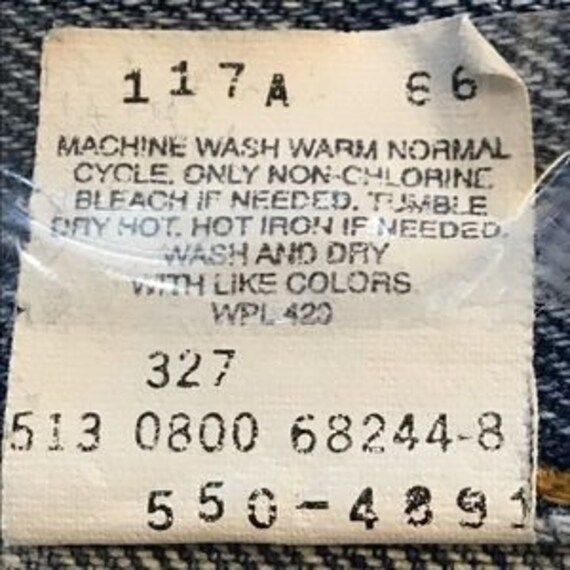 117A 66
MACHINE WASH WARM NORMAL
CYCLE. ONLY NON-CHLORINE
BLEACH IF NEEDED. TUMBLE
DRY HOT. HOT IRON IF NEEDED.
WASH AND DRY
WITH LIKE COLORS
WPL 420
327
513 0800 68244-8
550-4891